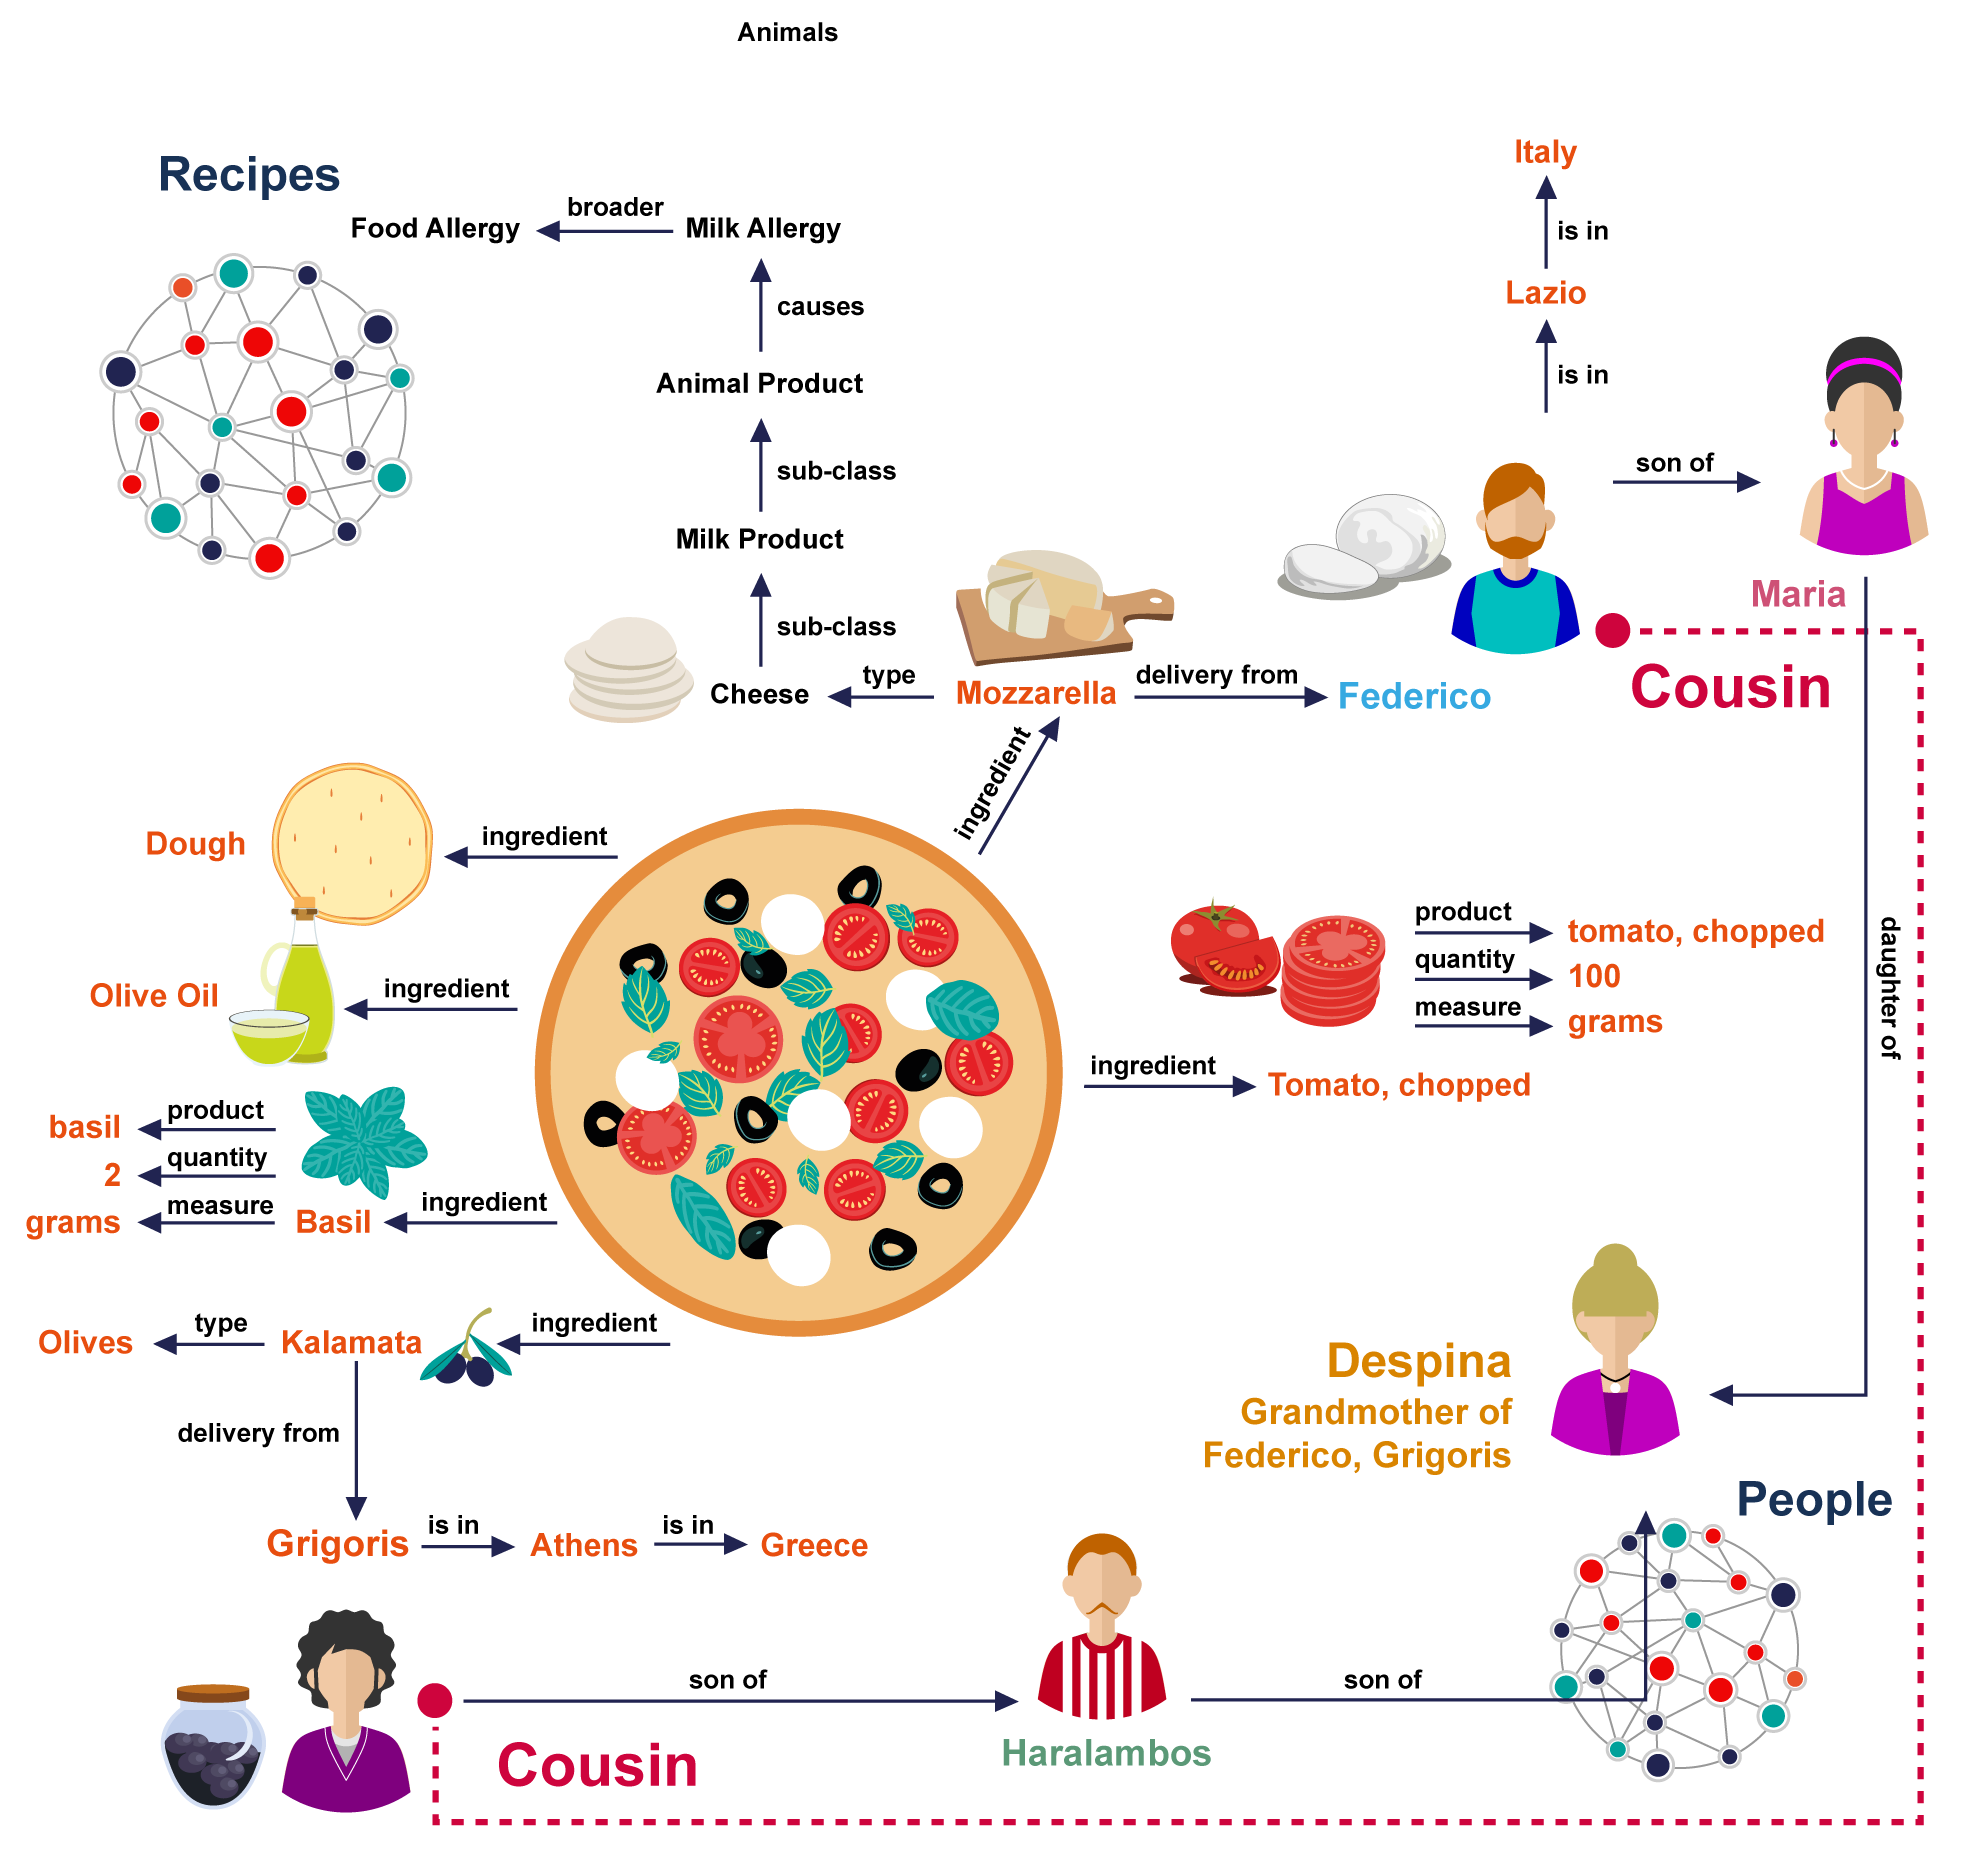 Animals
Recipes
Italy
is in
Lazio
is in
Food Allergy
broader
Milk Allergy
causes
Animal Product
sub-class
Milk Product
sub-class
Cheese
type
Mozzarella
delivery from
Federico
son of
Maria
Cousin
ingredient
Dough
ingredient
Olive Oil
ingredient
basil
product
2
quantity
grams
measure
Basil
ingredient
product
tomato, chopped
quantity
100
measure
grams
ingredient
Tomato, chopped
daughter of
Olives
type
Kalamata
ingredient
delivery from
Grigoris
is in
Athens
is in
Greece
Despina
Grandmother of
Federico, Grigoris
People
son of
Haralambos
son of
Cousin